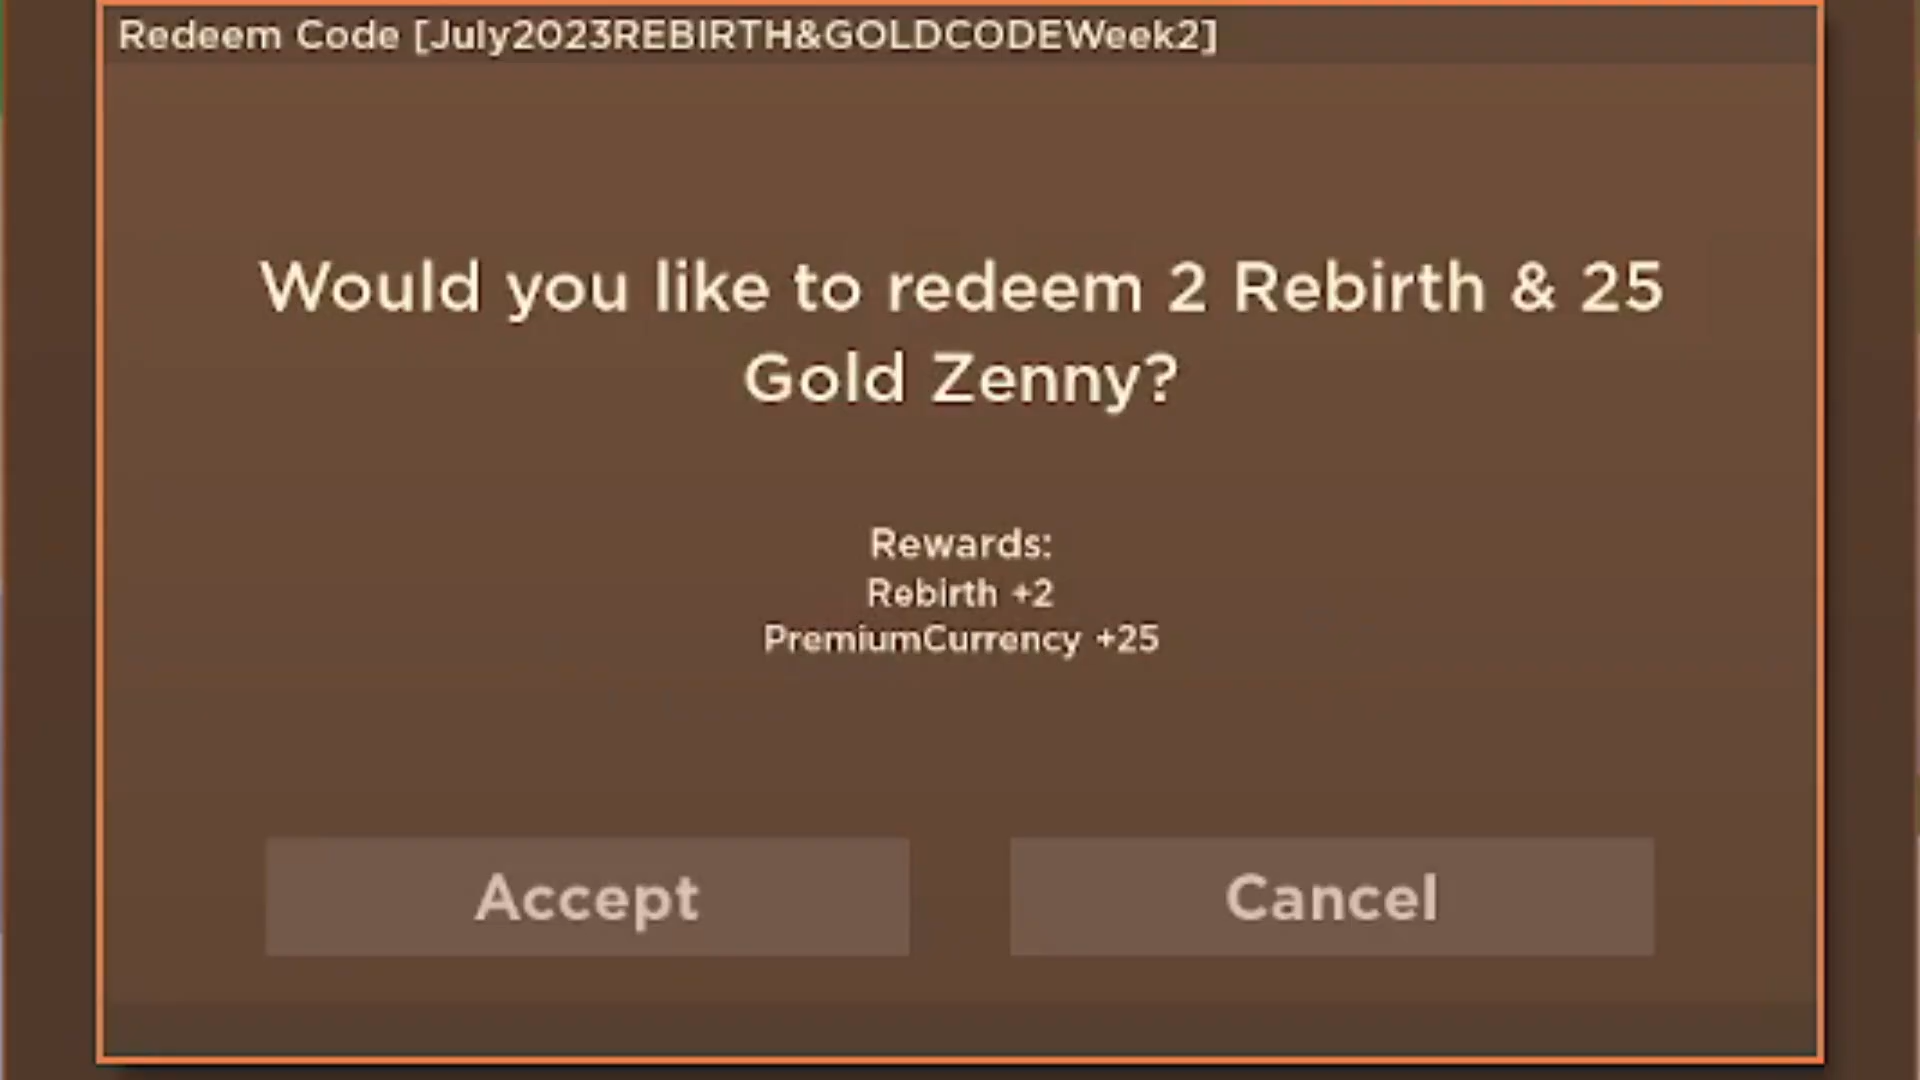 Redeem Code [July2023REBIRTH&GOLDCODEWeek2]
Would you like to redeem 2 Rebirth & 25
Gold Zenny?
Rewards:
Rebirth +2
PremiumCurrency +25
Accept
Cancel